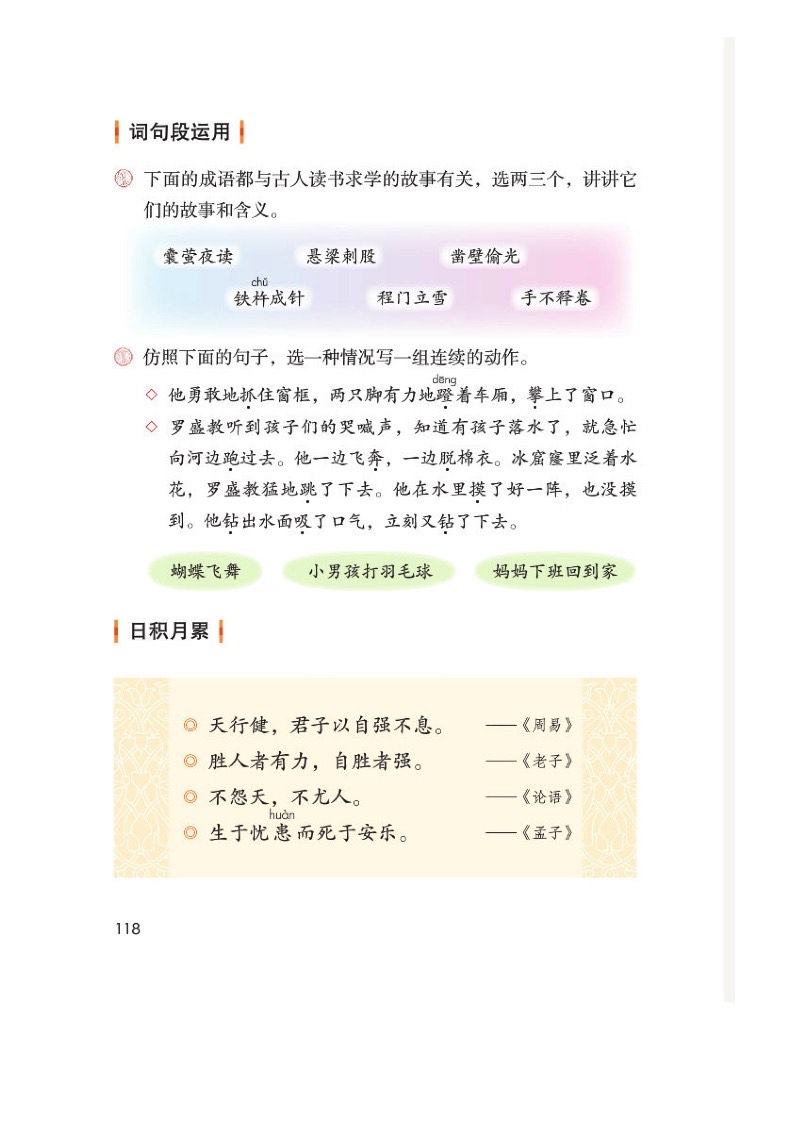 词句段运用
下面的成语都与古人读书求学的故事有关，选两三个，讲讲它
们的故事和含义。
囊萤夜读 悬梁刺股 凿壁偷光
chǔ
铁杵成针 程门立雪 手不释卷
仿照下面的句子，选一种情况写一组连续的动作。
dēng
他勇敢地抓住窗框，两只脚有力地蹬着车厢，攀上了窗口。
罗盛教听到孩子们的哭喊声，知道有孩子落水了，就急忙
向河边跑过去。他一边飞奔，一边脱棉衣。冰窟窿里泛着水
花，罗盛教猛地跳了下去。他在水里摸了好一阵，也没摸
到。他钻出水面吸了口气，立刻又钻了下去。
蝴蝶飞舞 小男孩打羽毛球 妈妈下班回到家
日积月累
天行健，君子以自强不息。 ——《周易》
胜人者有力，自胜者强。 ——《老子》
不怨天，不尤人。 ——《论语》
huàn
生于忧患而死于安乐。 ——《孟子》
118